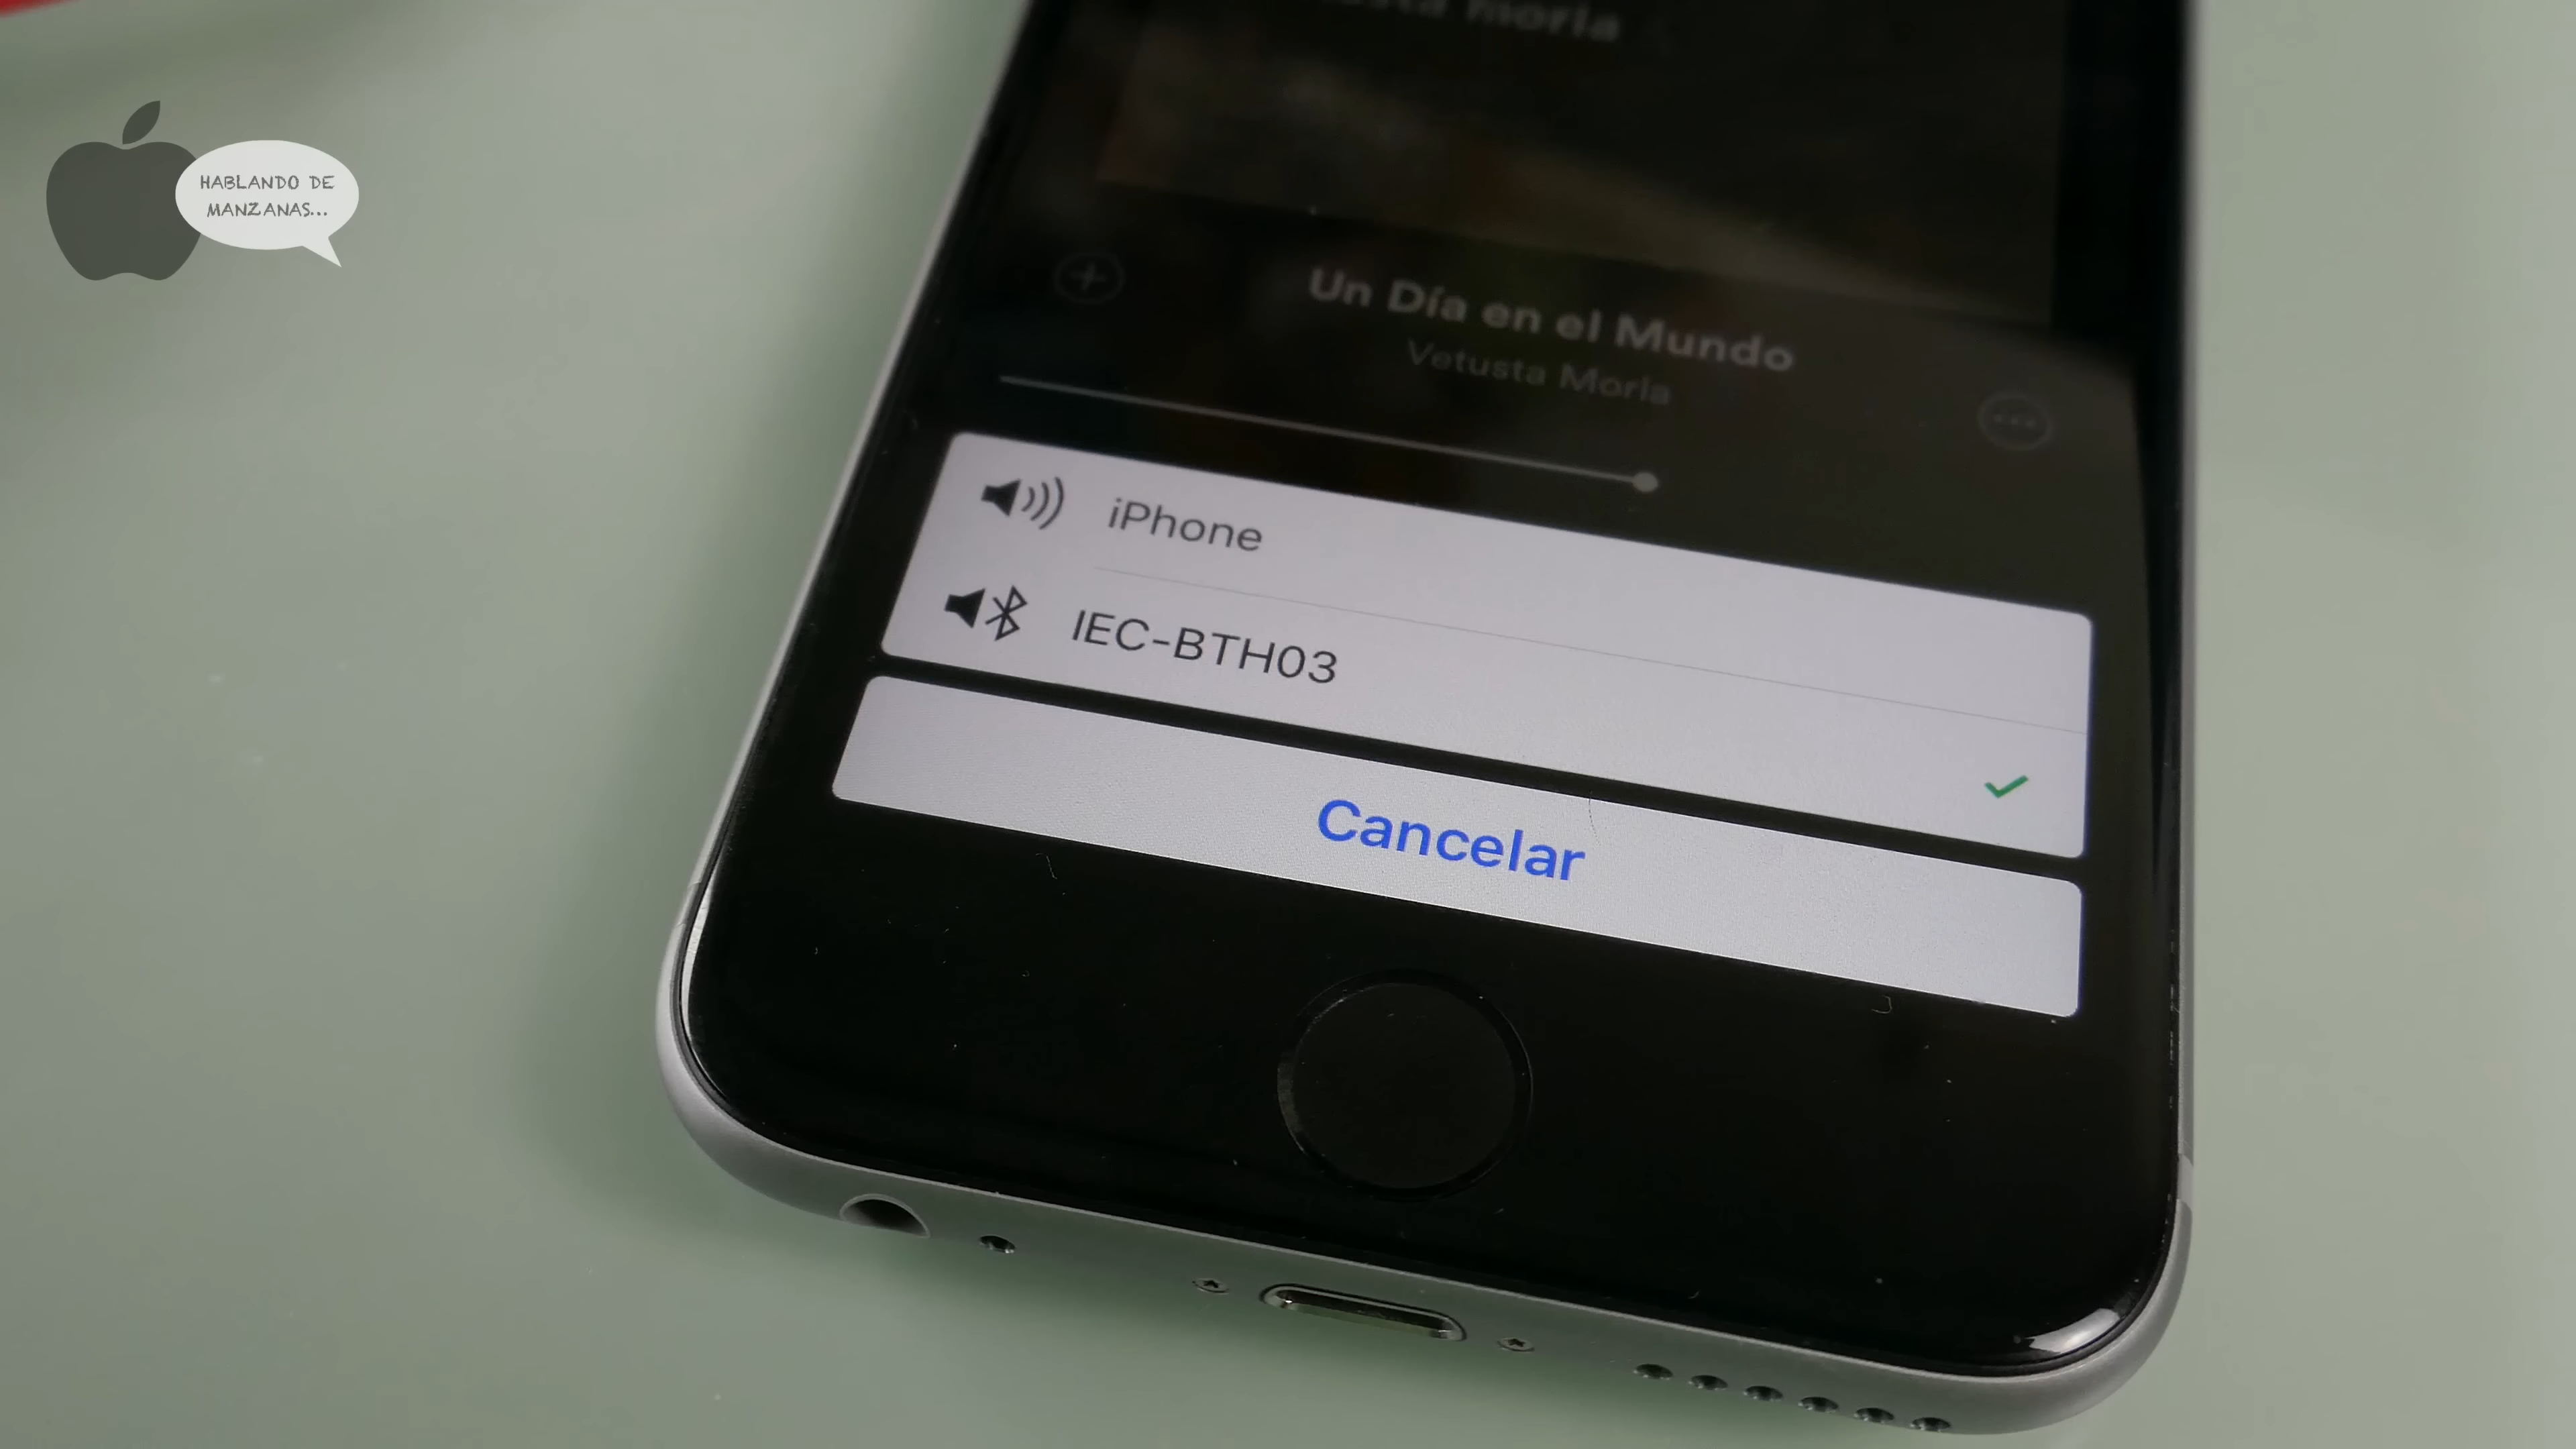 HABLANDO DE
MANZANAS...
Un Día en el Mundo
Vetusta Morla
iPhone
IEC-BTH03
Cancelar